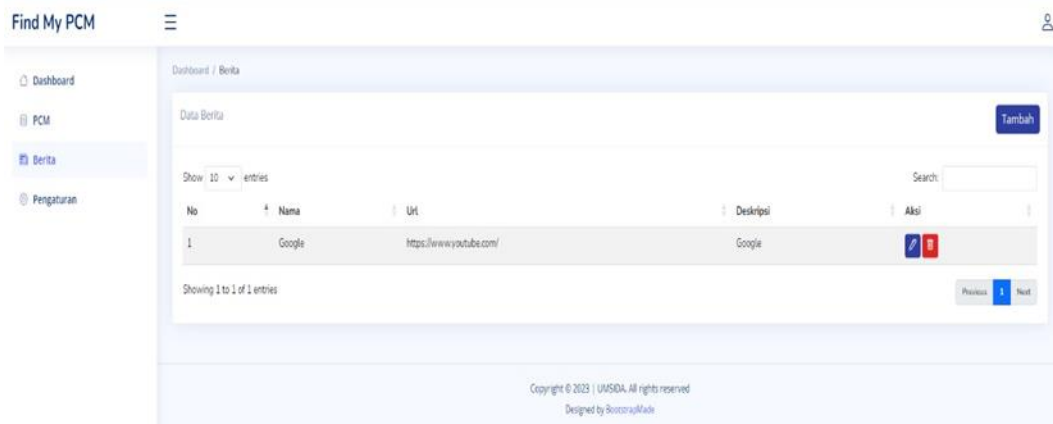 Find My PCM
Dashboard
PCM
Berita
Pengaturan
Dashboard / Berita
Data Berita
Tambah
Show 10 entries
Search:
No Nama Url Deskripsi Aksi
1 Google https://www.youtube.com/ Google
Showing 1 to 1 of 1 entries
Previous 1 Next
Copyright © 2023 | UMSIDA. All rights reserved
Designed by BootstrapMade